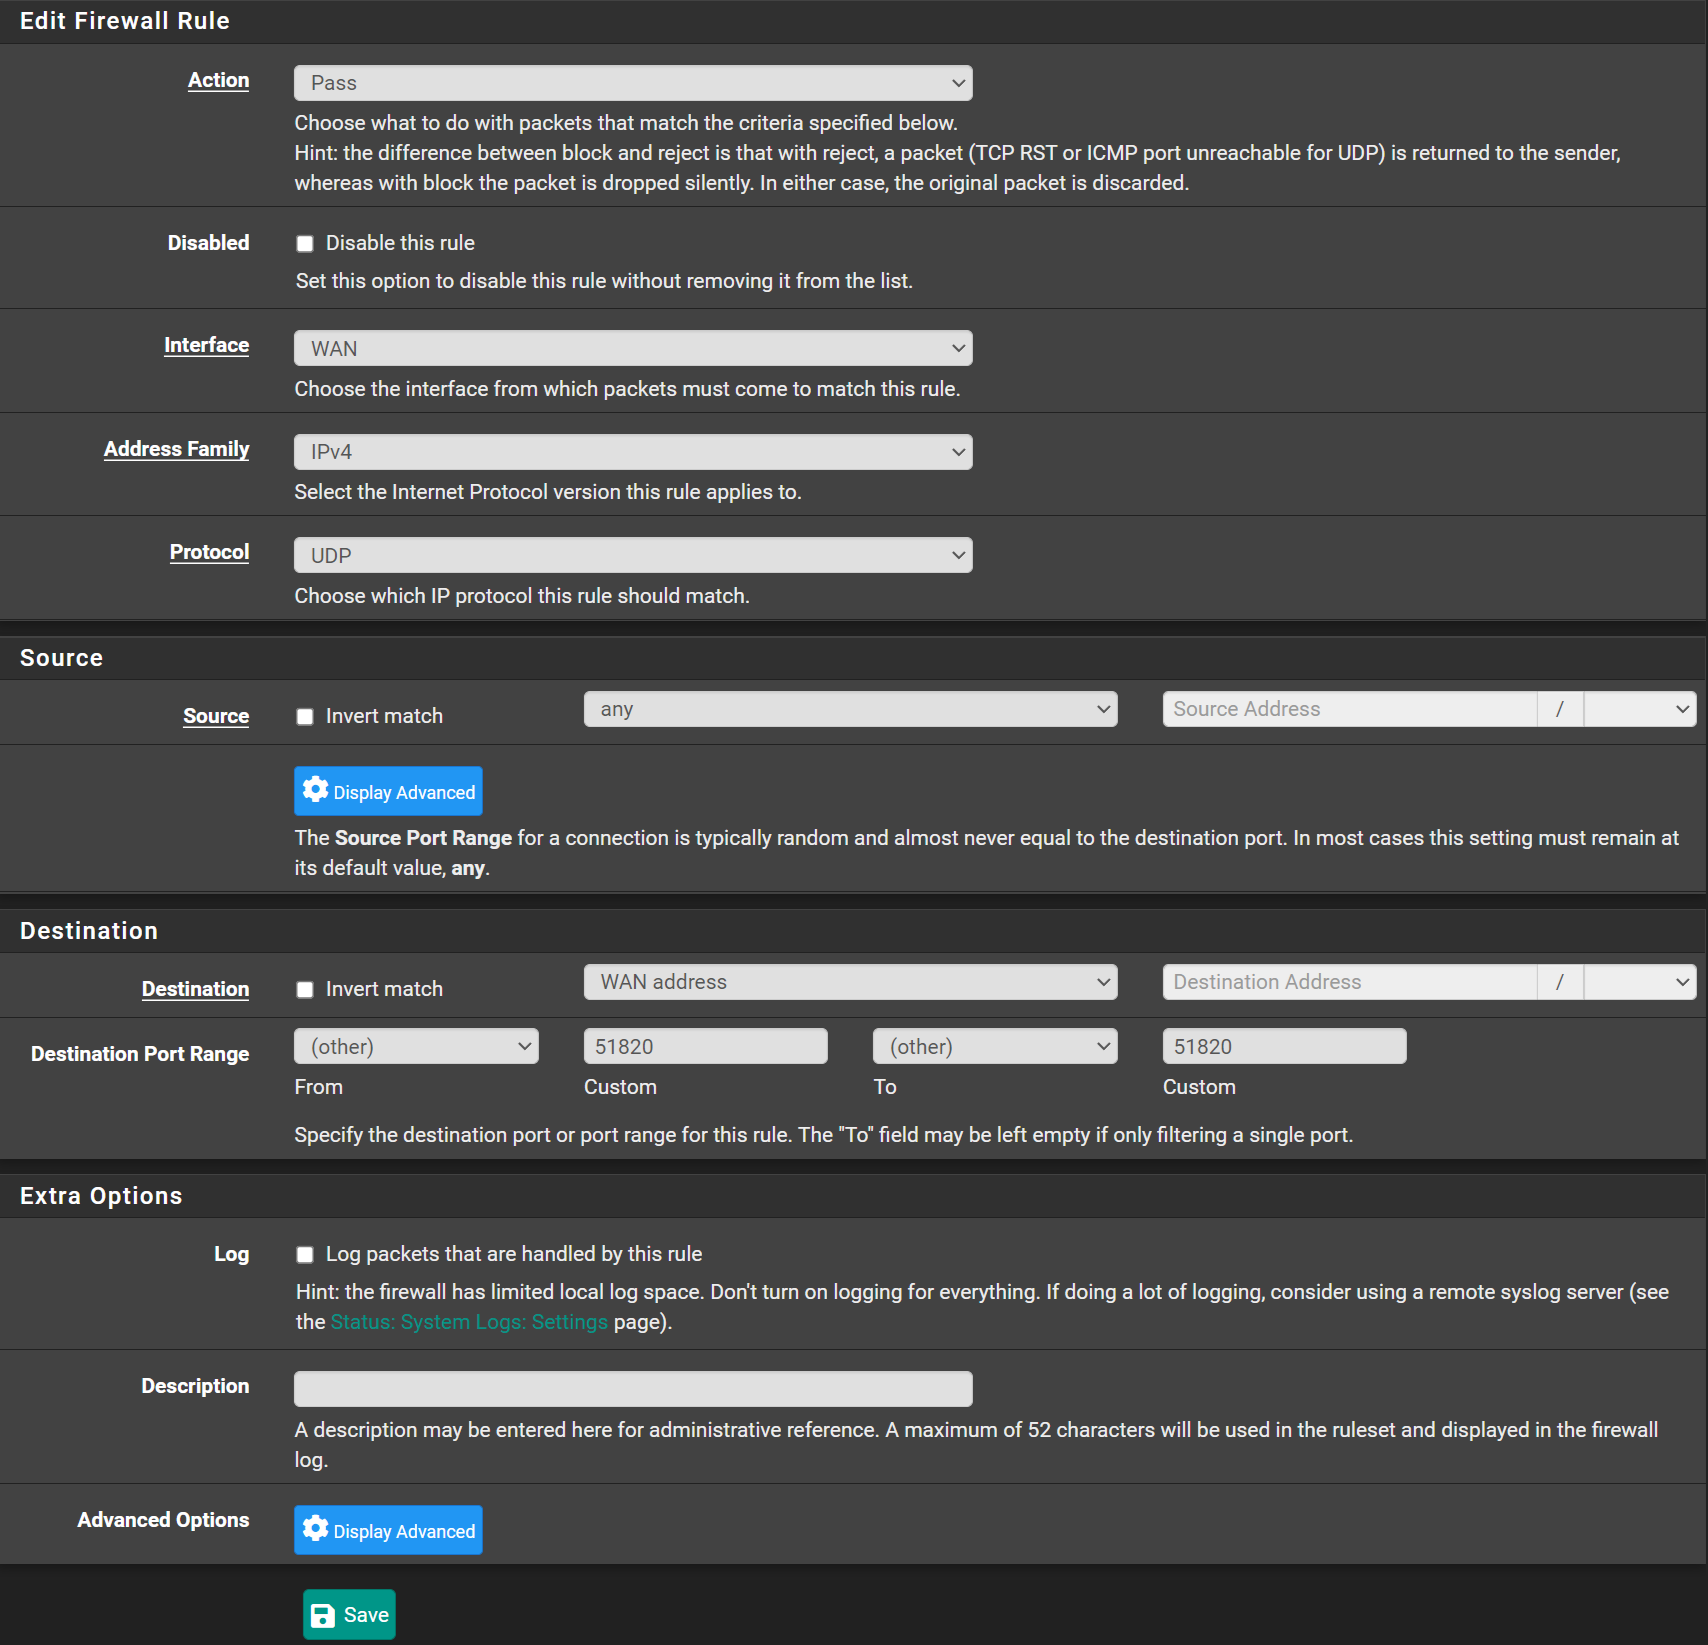 Edit Firewall Rule
Action
Pass
Choose what to do with packets that match the criteria specified below.
Hint: the difference between block and reject is that with reject, a packet (TCP RST or ICMP port unreachable for UDP) is returned to the sender,
whereas with block the packet is dropped silently. In either case, the original packet is discarded.
Disabled
Disable this rule
Set this option to disable this rule without removing it from the list.
Interface
WAN
Choose the interface from which packets must come to match this rule.
Address Family
IPv4
Select the Internet Protocol version this rule applies to.
Protocol
UDP
Choose which IP protocol this rule should match.
Source
Source
Invert match
any
Source Address
/
Display Advanced
The Source Port Range for a connection is typically random and almost never equal to the destination port. In most cases this setting must remain at
its default value, any.
Destination
Destination
Invert match
WAN address
Destination Address
/
Destination Port Range
(other)
51820
(other)
51820
From
Custom
To
Custom
Specify the destination port or port range for this rule. The "To" field may be left empty if only filtering a single port.
Extra Options
Log
Log packets that are handled by this rule
Hint: the firewall has limited local log space. Don't turn on logging for everything. If doing a lot of logging, consider using a remote syslog server (see
the Status: System Logs: Settings page).
Description
A description may be entered here for administrative reference. A maximum of 52 characters will be used in the ruleset and displayed in the firewall
log.
Advanced Options
Display Advanced
Save